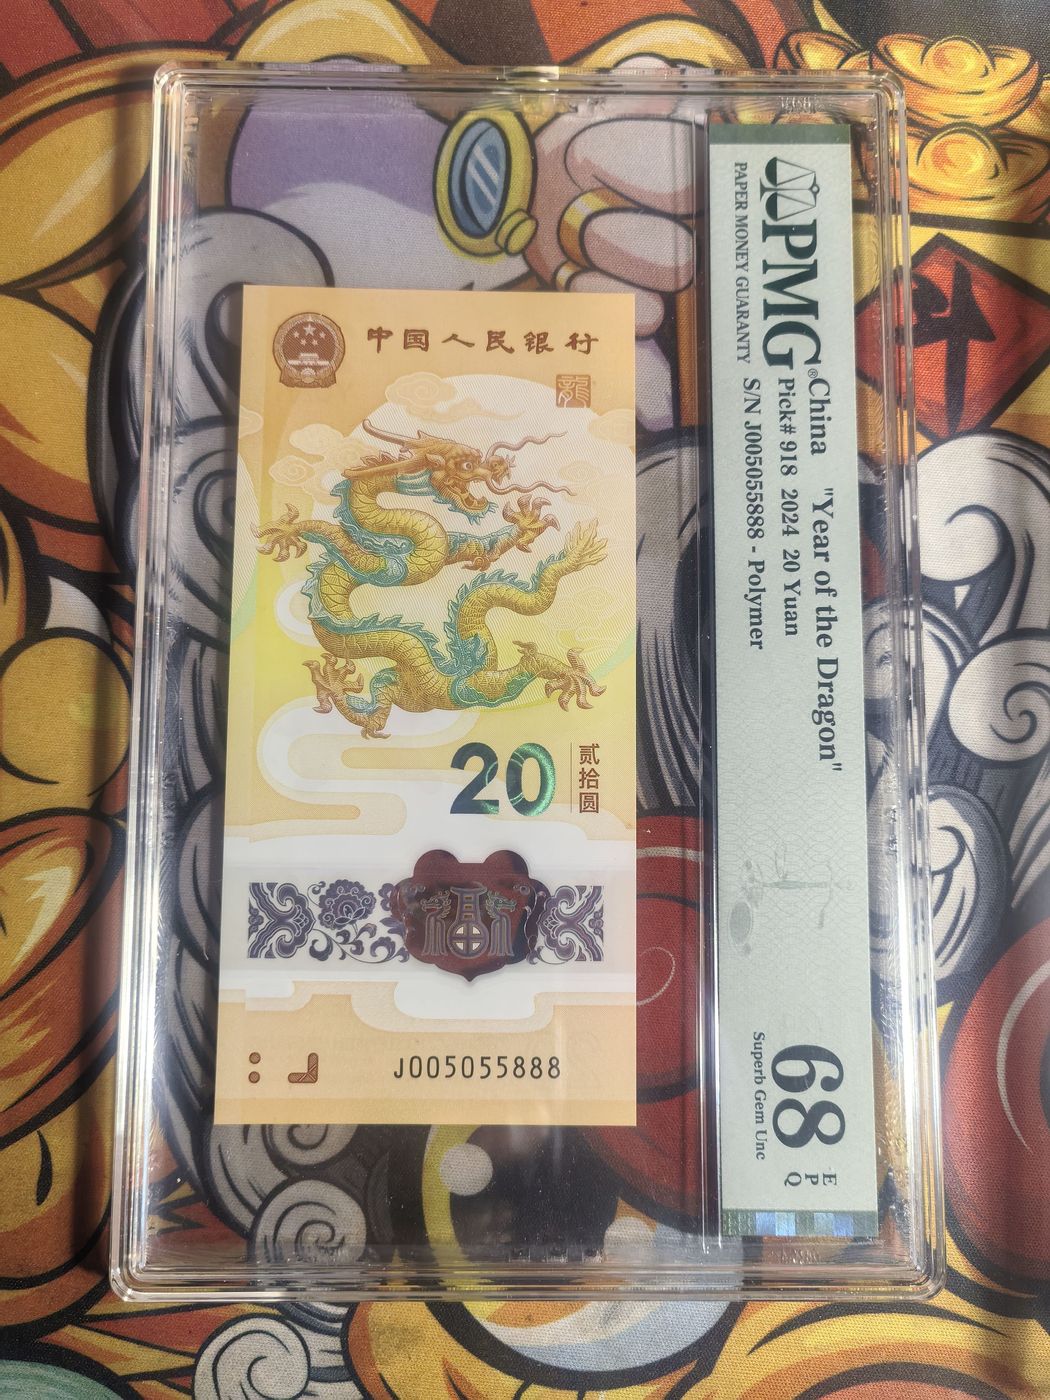 中国人民银行
龍
20
贰拾圆
J005055888
PMG®
PAPER MONEY GUARANTY
China "Year of the Dragon"
Pick# 918 2024 20 Yuan
S/N J005055888 - Polymer
68 EPQ
Superb Gem Unc